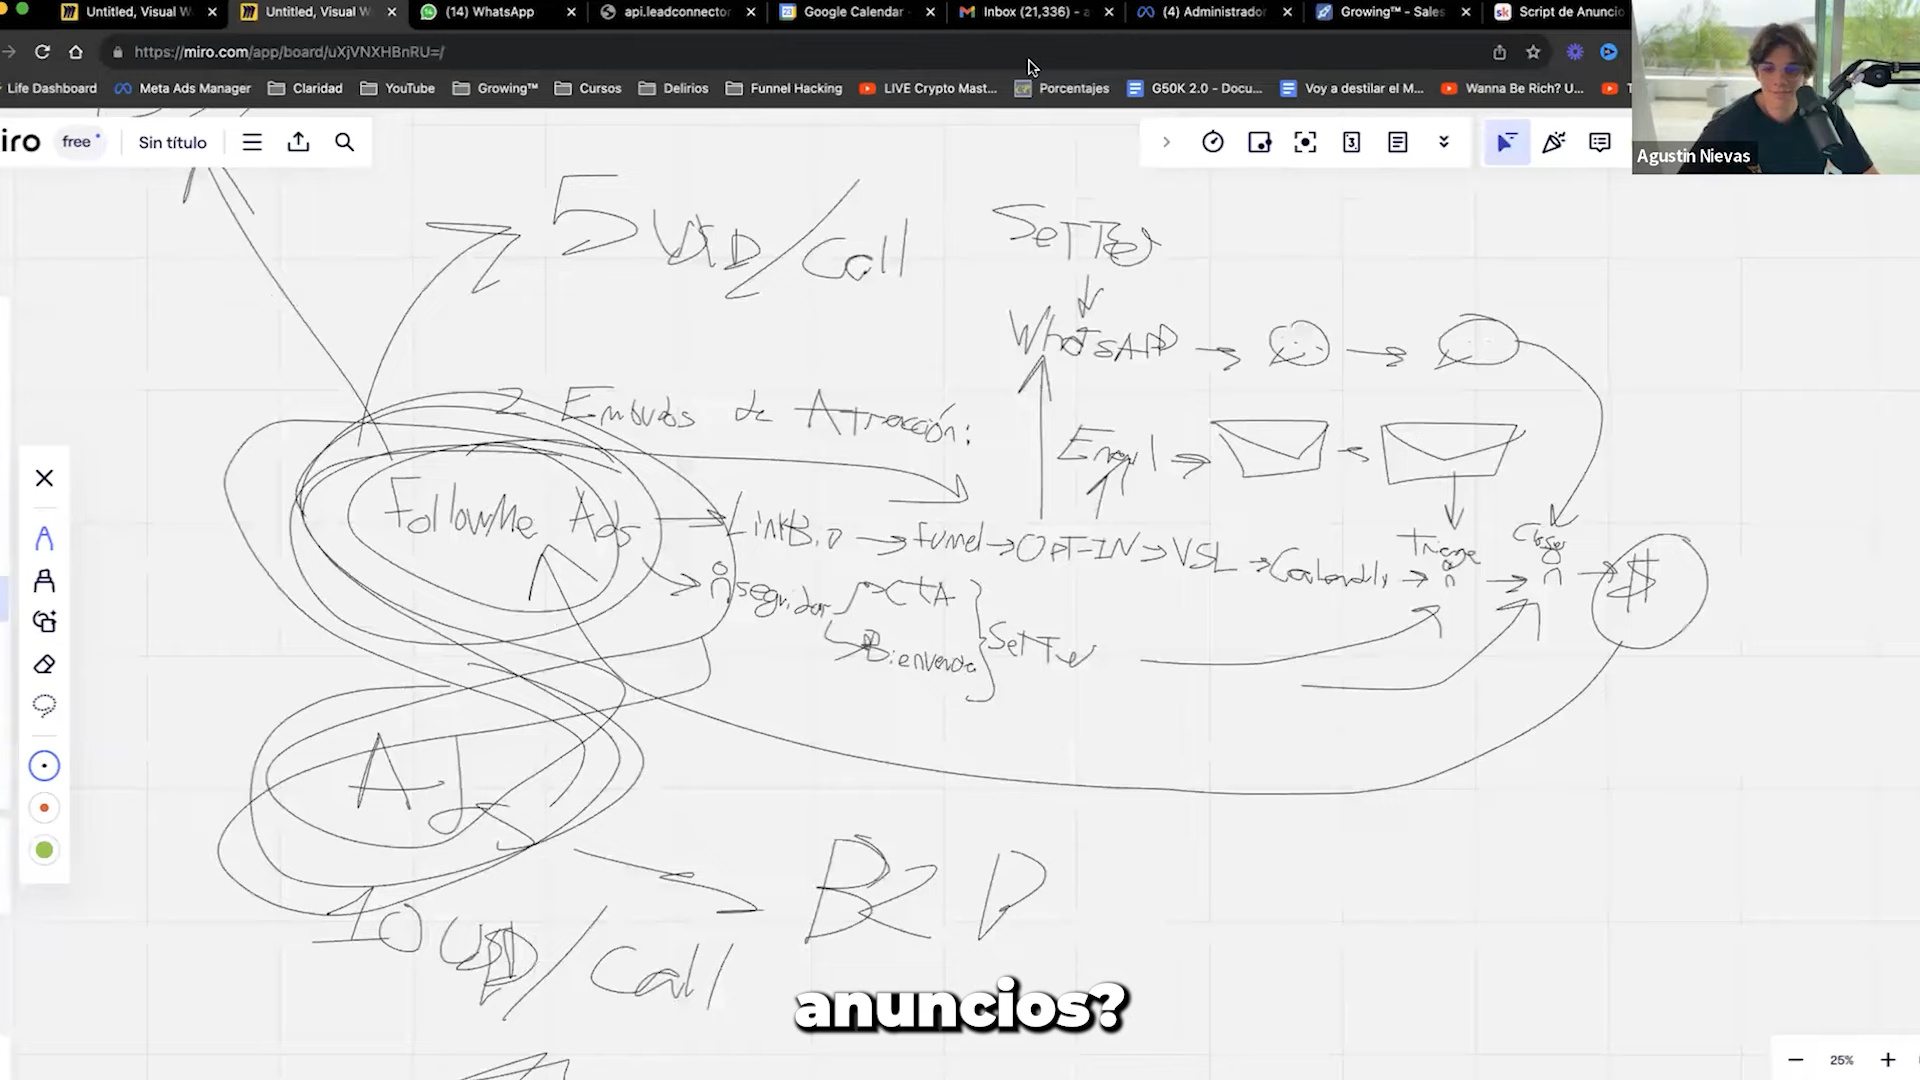 Untitled, Visual W
Untitled, Visual W
(14) WhatsApp
api.leadconnector
Google Calendar -
Inbox (21,336) - a
(4) Administrador
Growing™ - Sales
Script de Anuncio
https://miro.com/app/board/uXjVNXHBnRU=/
Life Dashboard
Meta Ads Manager
Claridad
YouTube
Growing™
Cursos
Delirios
Funnel Hacking
LIVE Crypto Mast...
Porcentajes
G50K 2.0 - Docu...
Voy a destilar el M...
Wanna Be Rich? U...
iro
free
Sin título
Agustin Nievas
5 USD/Call
SeTTer
WhatsAPP
2 Embudos de Atracción:
Email
FollowMe Ads
LinkBio
Funnel
OPT-IN
VSL
Calendly
Triage
Closer
$
seguidor
CTA
Bienvenida
SetTer
Ad
10 USD/Call
B2
anuncios?
25%